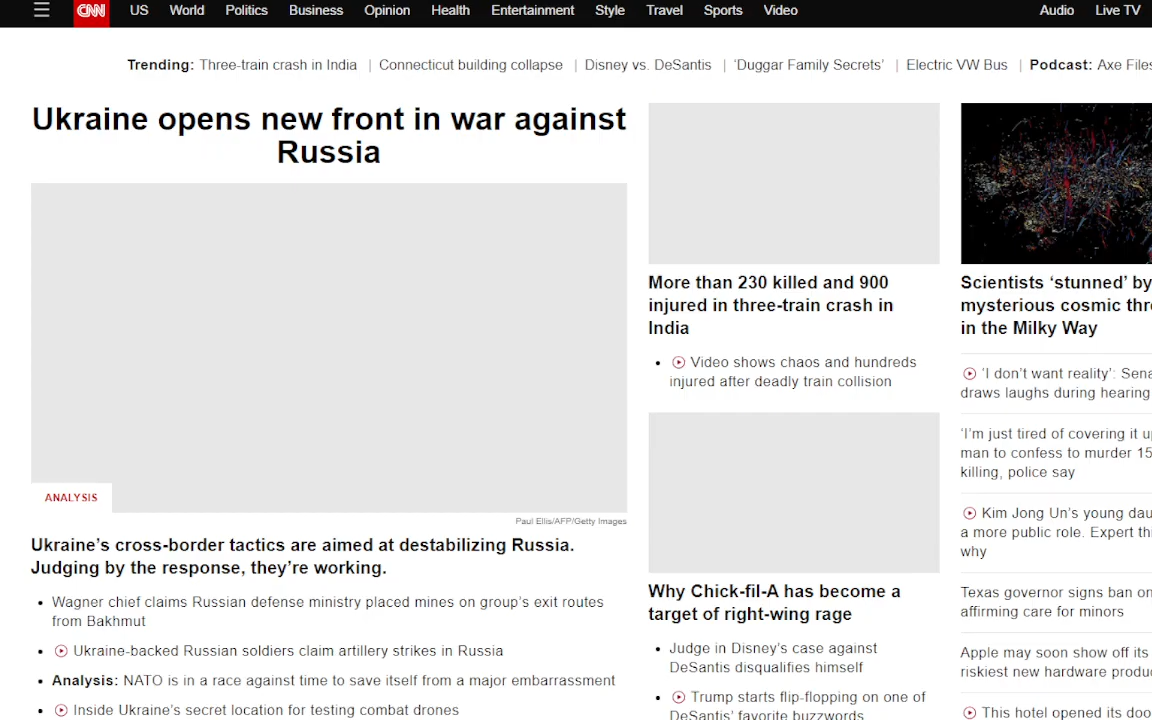 CNN US World Politics Business Opinion Health Entertainment Style Travel Sports Video Audio Live TV
Trending: Three-train crash in India | Connecticut building collapse | Disney vs. DeSantis | ‘Duggar Family Secrets’ | Electric VW Bus | Podcast: Axe Files
Ukraine opens new front in war against
Russia
ANALYSIS
Paul Ellis/AFP/Getty Images
Ukraine’s cross-border tactics are aimed at destabilizing Russia.
Judging by the response, they’re working.
• Wagner chief claims Russian defense ministry placed mines on group’s exit routes
from Bakhmut
• Ukraine-backed Russian soldiers claim artillery strikes in Russia
• Analysis: NATO is in a race against time to save itself from a major embarrassment
• Inside Ukraine’s secret location for testing combat drones
More than 230 killed and 900
injured in three-train crash in
India
• Video shows chaos and hundreds
injured after deadly train collision
Why Chick-fil-A has become a
target of right-wing rage
• Judge in Disney’s case against
DeSantis disqualifies himself
• Trump starts flip-flopping on one of
DeSantis’ favorite buzzwords
Scientists ‘stunned’ by
mysterious cosmic
in the Milky Way
‘I don’t want reality’:
draws laughs during hearing
‘I’m just tired of covering it
man to confess to murder 15
killing, police say
Kim Jong Un’s young
a more public role. Expert
why
Texas governor signs ban on
affirming care for minors
Apple may soon show off its
riskiest new hardware
This hotel opened its